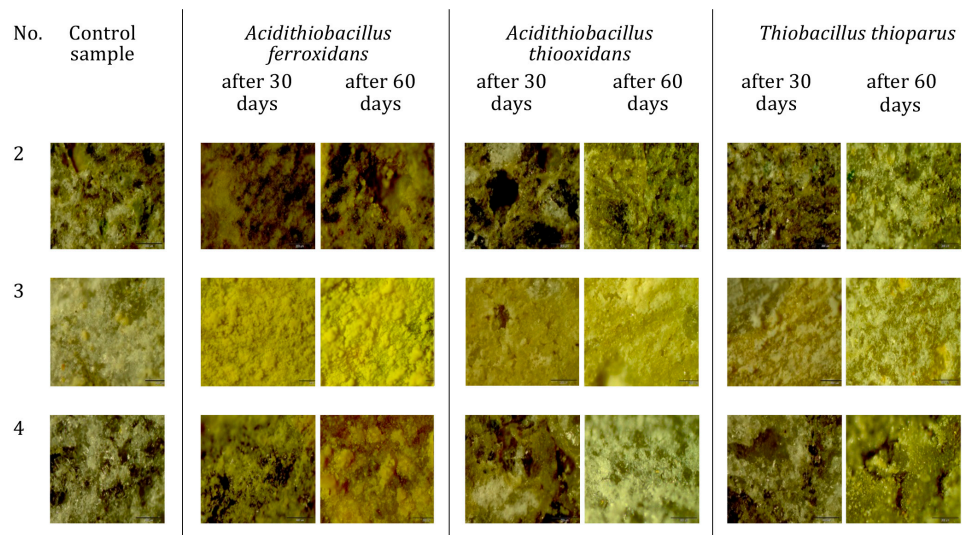 No.
Control
sample
Acidithiobacillus
ferroxidans
Acidithiobacillus
thiooxidans
Thiobacillus thioparus
after 30
days
after 60
days
after 30
days
after 60
days
after 30
days
after 60
days
2
3
4